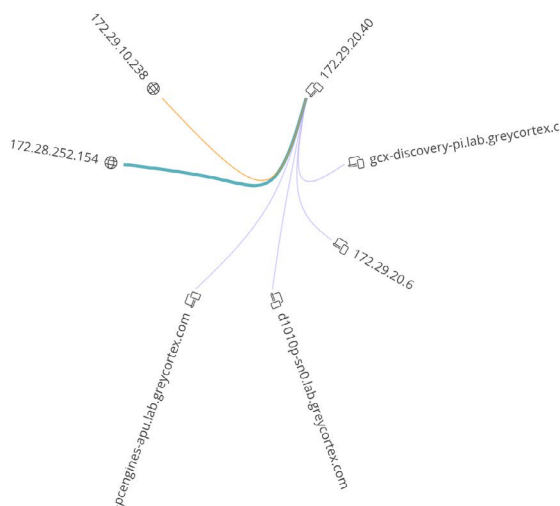 172.29.10.238
172.29.20.40
172.28.252.154
gcx-discovery-pi.lab.greycortex.c
172.29.20.6
pcengines-apu.lab.greycortex.com
d1010p-sn0.lab.greycortex.com